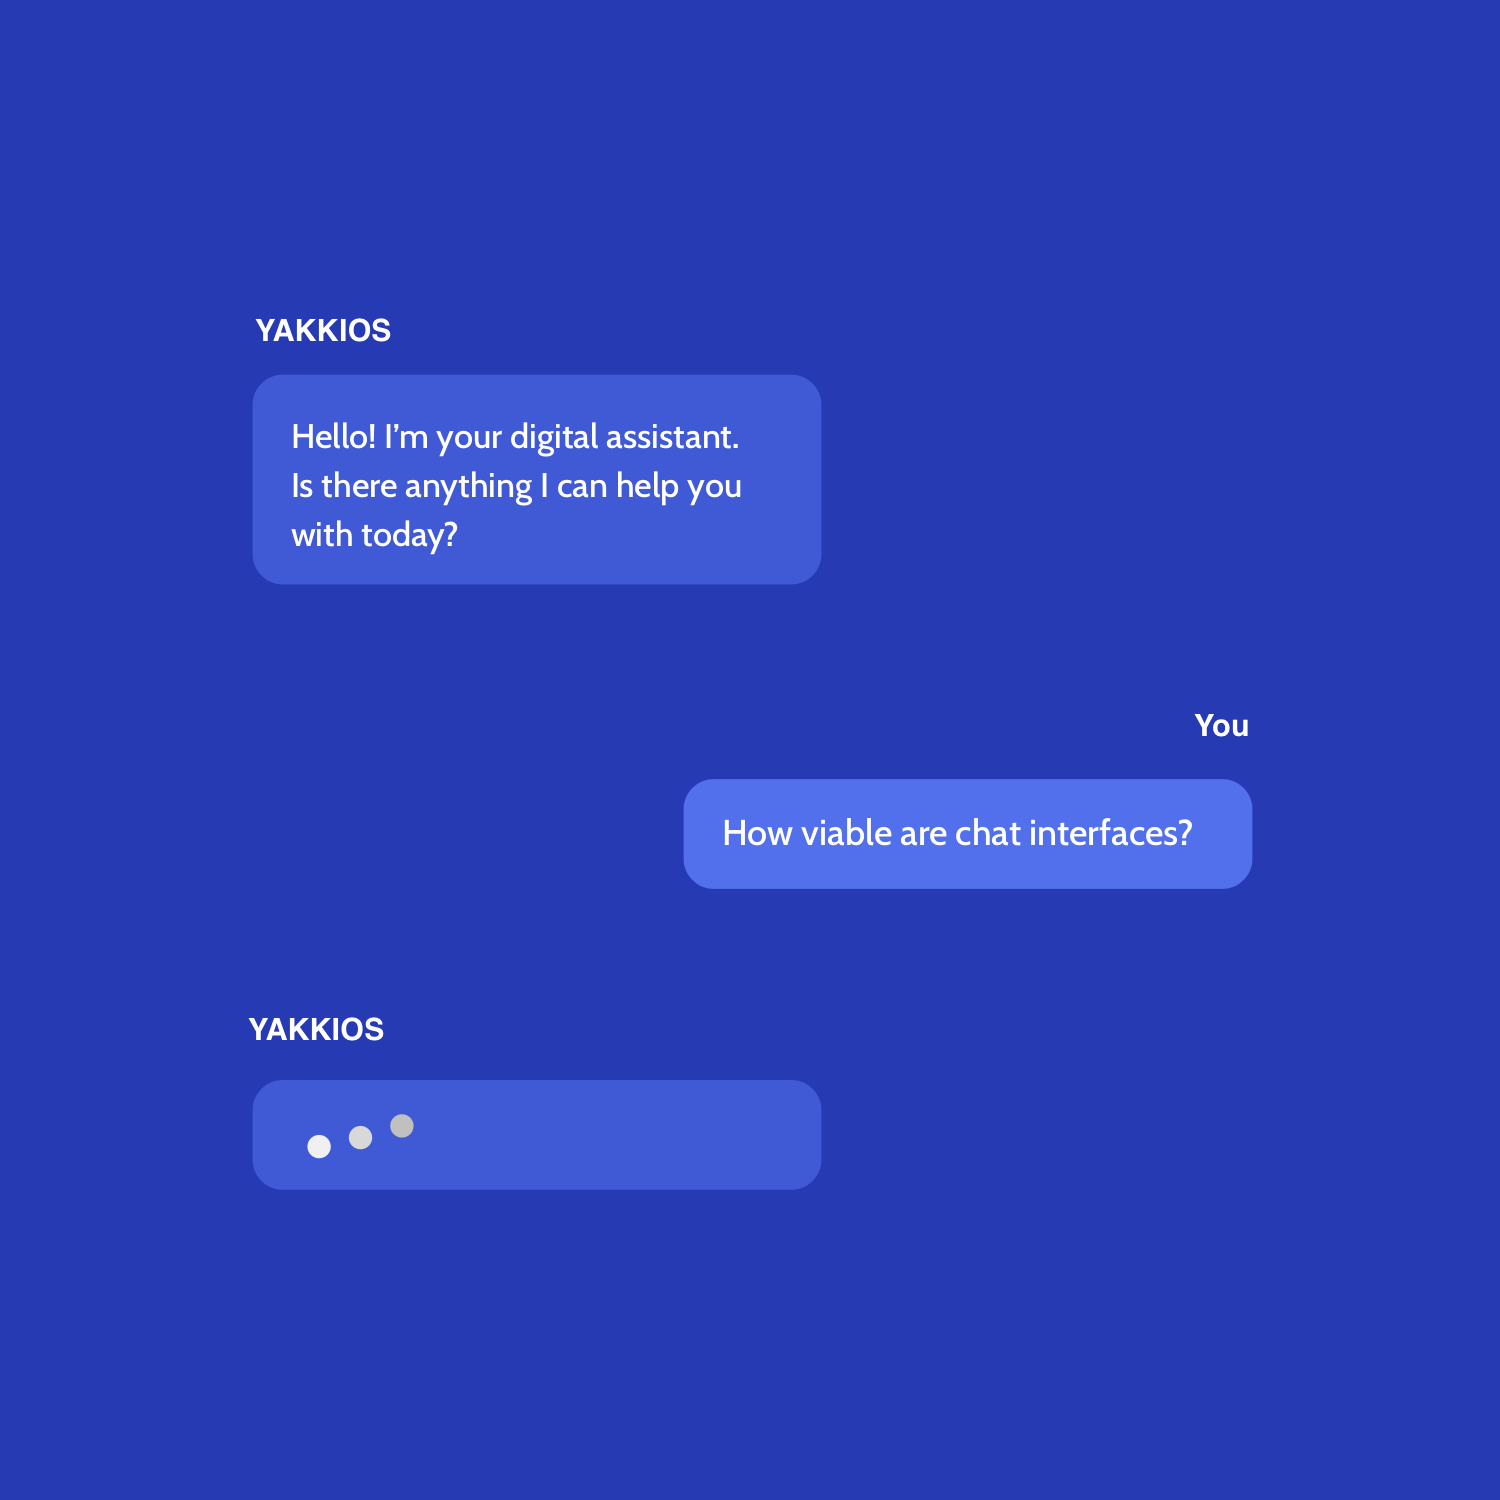 YAKKIOS
Hello! I’m your digital assistant.
Is there anything I can help you
with today?
You
How viable are chat interfaces?
YAKKIOS